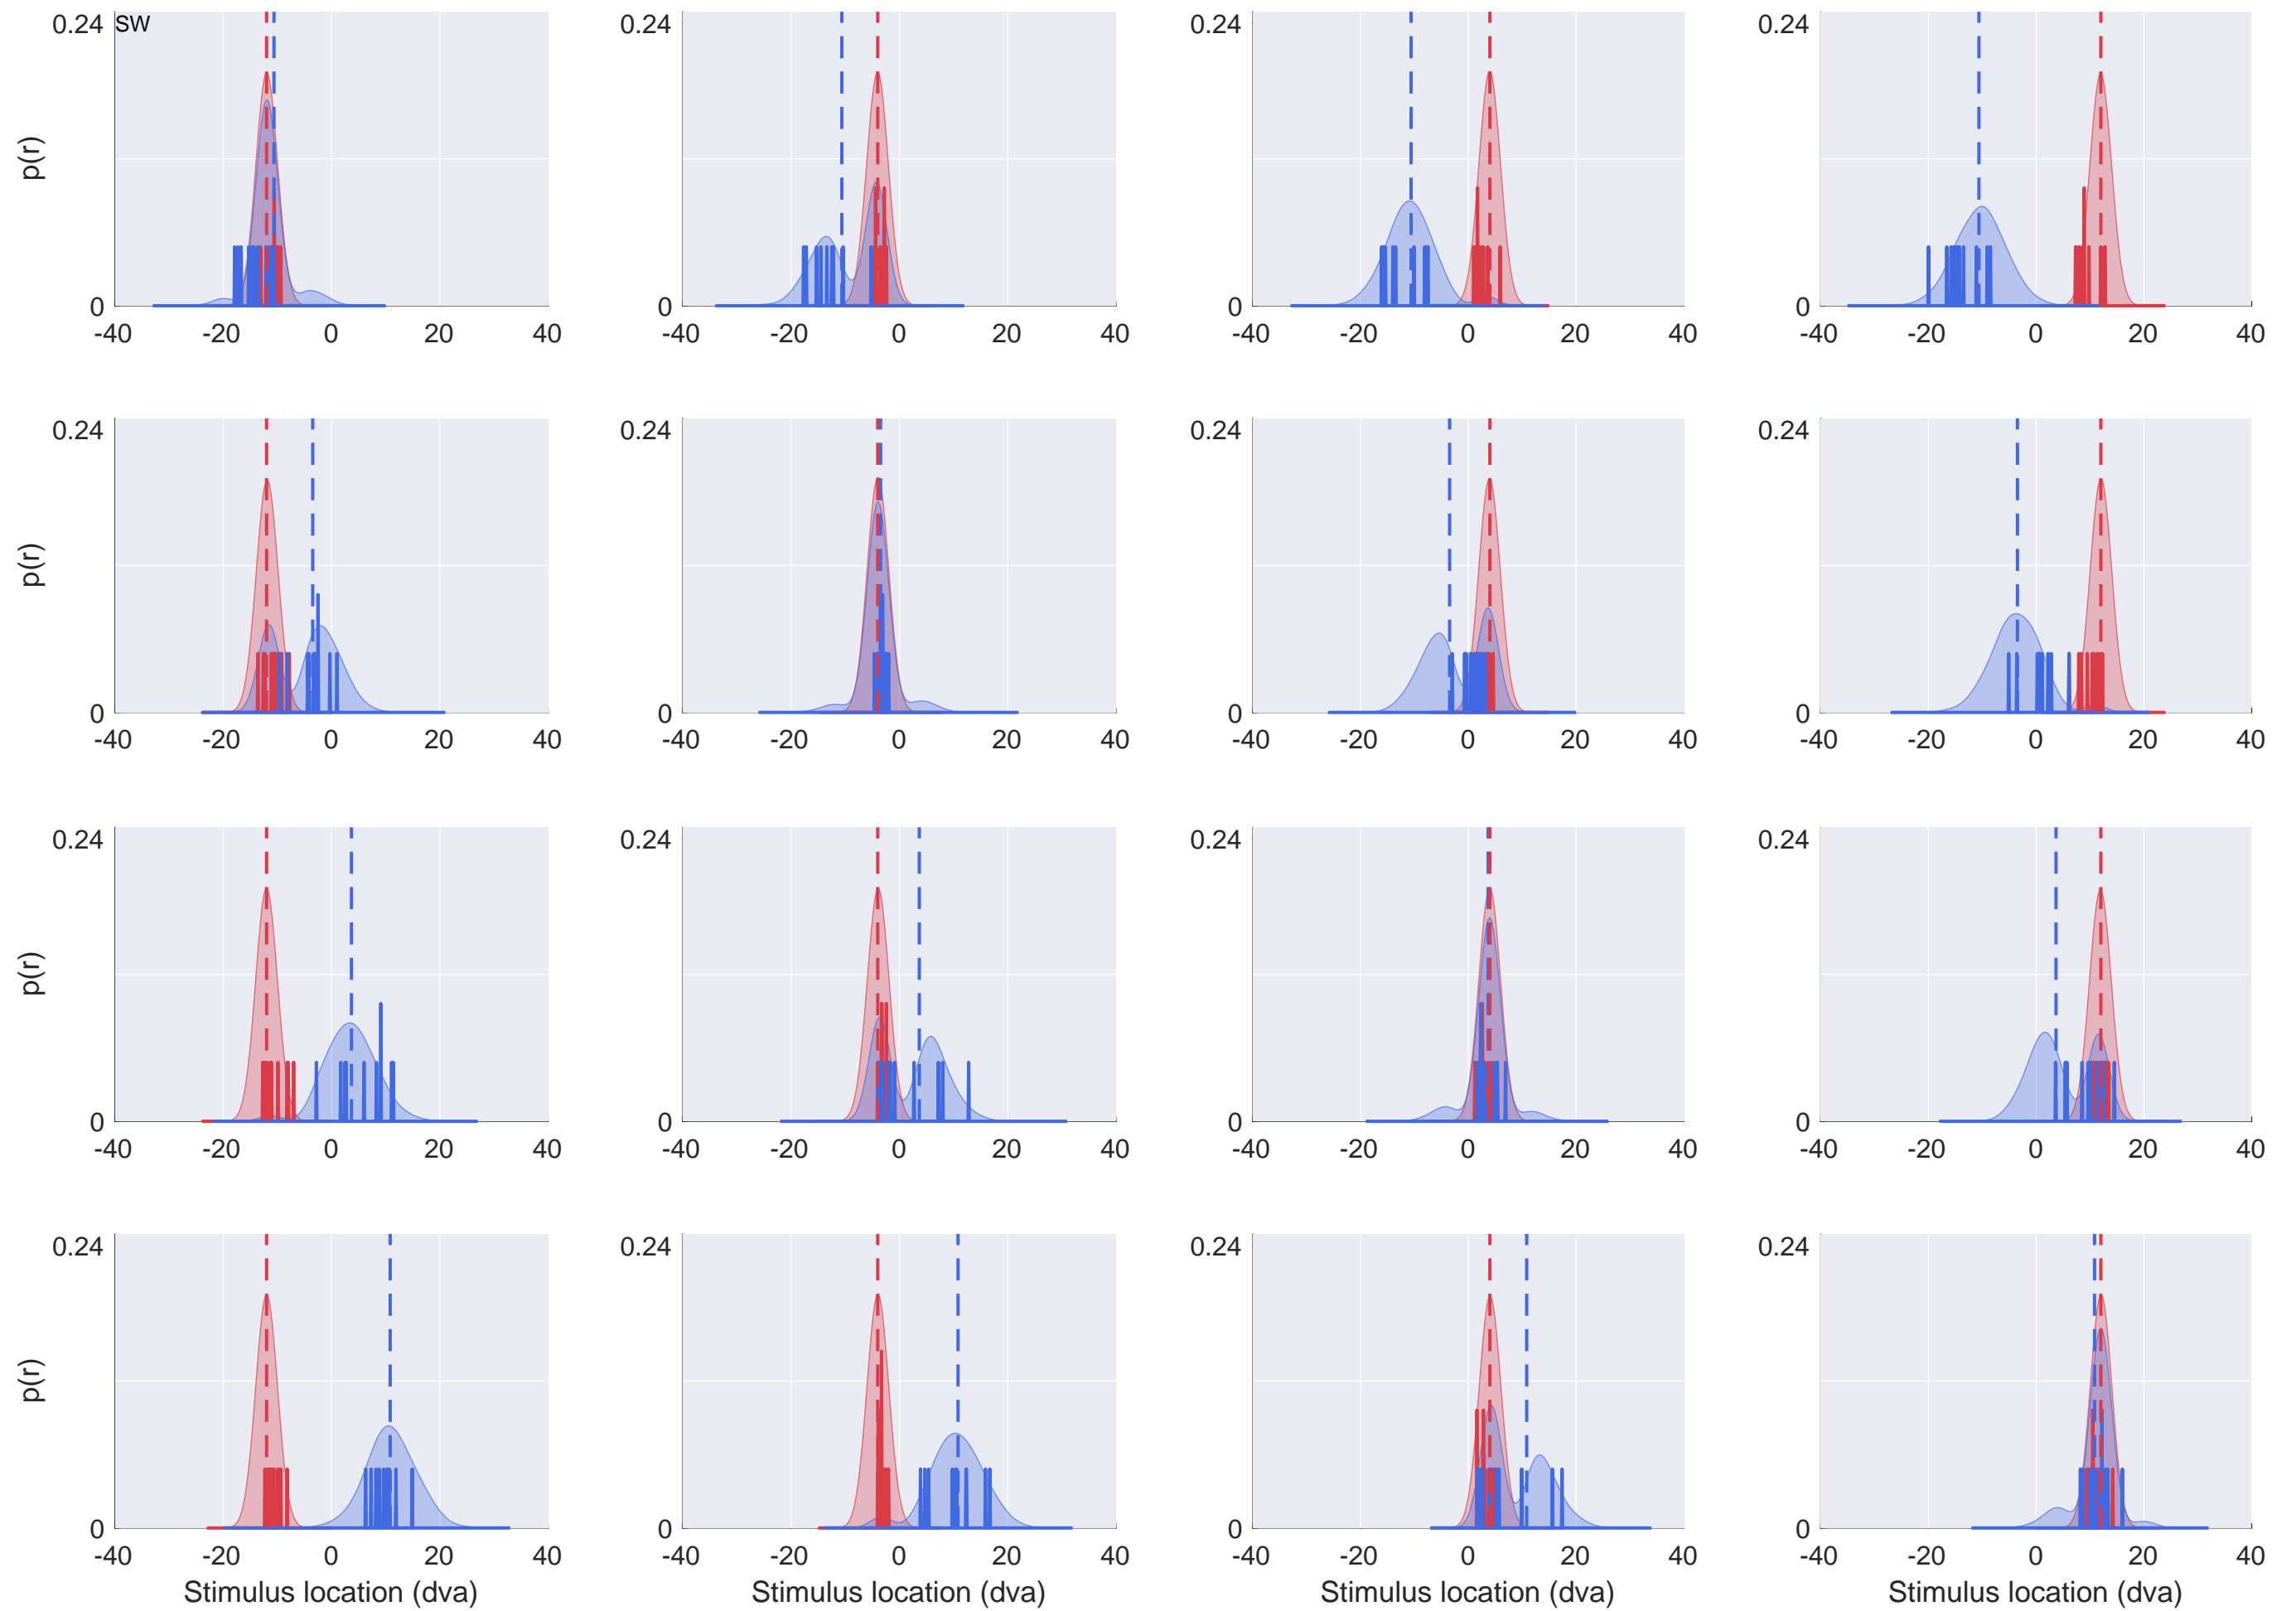 0.24 SW 0.24 0.24 0.24
p(r)
0 0 0 0
-40 -20 0 20 40 -40 -20 0 20 40 -40 -20 0 20 40 -40 -20 0 20 40
0.24 0.24 0.24 0.24
p(r)
0 0 0 0
-40 -20 0 20 40 -40 -20 0 20 40 -40 -20 0 20 40 -40 -20 0 20 40
0.24 0.24 0.24 0.24
p(r)
0 0 0 0
-40 -20 0 20 40 -40 -20 0 20 40 -40 -20 0 20 40 -40 -20 0 20 40
0.24 0.24 0.24 0.24
p(r)
0 0 0 0
-40 -20 0 20 40 -40 -20 0 20 40 -40 -20 0 20 40 -40 -20 0 20 40
Stimulus location (dva) Stimulus location (dva) Stimulus location (dva) Stimulus location (dva)